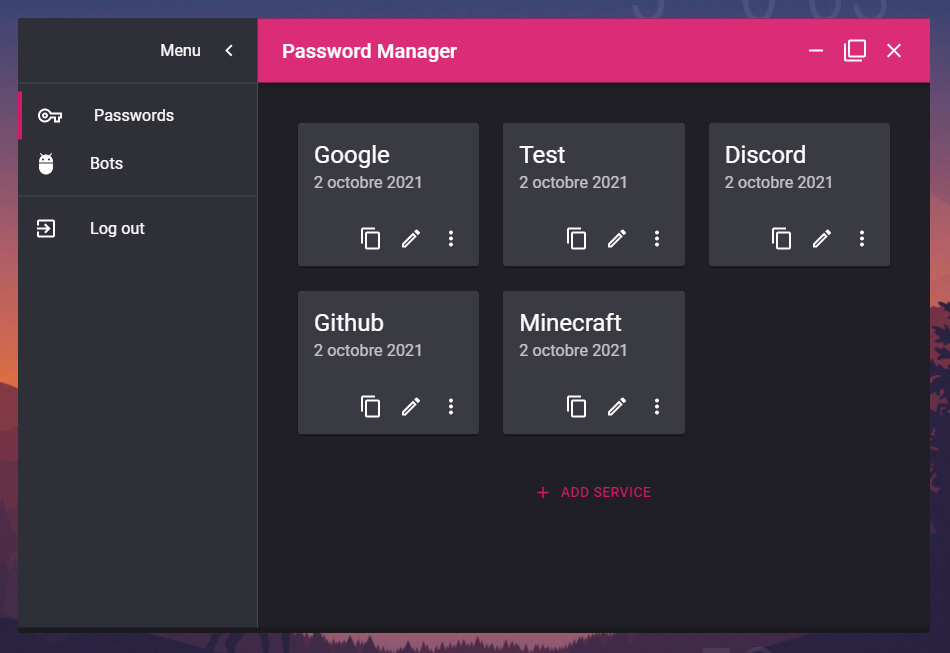 Menu
Password Manager
Passwords
Bots
Log out
Google
2 octobre 2021
Test
2 octobre 2021
Discord
2 octobre 2021
Github
2 octobre 2021
Minecraft
2 octobre 2021
+ ADD SERVICE